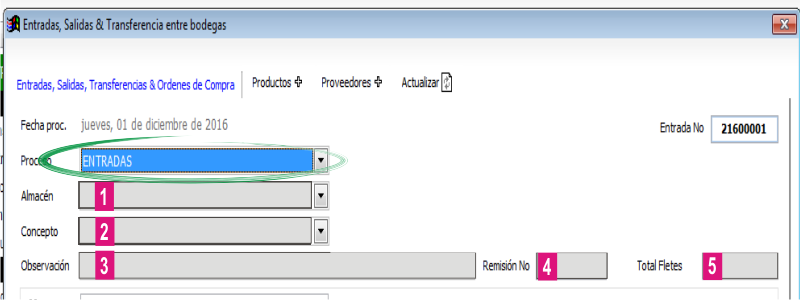 Entradas, Salidas & Transferencia entre bodegas
Entradas, Salidas, Transferencias & Ordenes de Compra Productos Proveedores Actualizar
Fecha proc. jueves, 01 de diciembre de 2016 Entrada No 21600001
Proceso ENTRADAS
Almacén 1
Concepto 2
Observación 3 Remisión No 4 Total Fletes 5